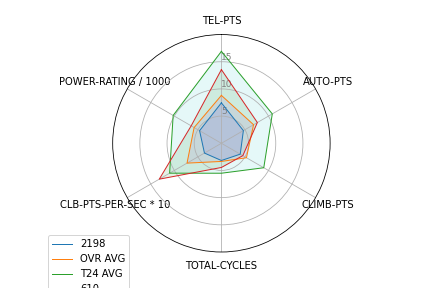 TEL-PTS
POWER-RATING / 1000
AUTO-PTS
15
10
5
CLB-PTS-PER-SEC * 10
CLIMB-PTS
TOTAL-CYCLES
2198
OVR AVG
T24 AVG
610